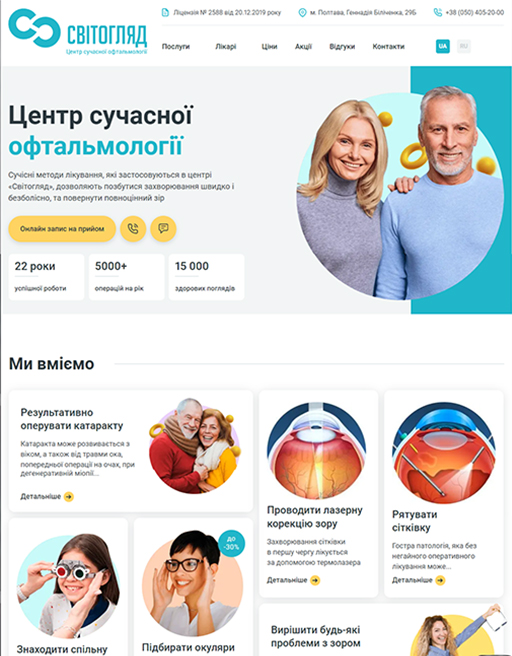 СВІТОГЛЯД
Центр сучасної офтальмології
Ліцензія № 2588 від 20.12.2019 року
м. Полтава, Геннадія Біліченка, 29Б
+38 (050) 405-20-00
Послуги
Лікарі
Ціни
Акції
Відгуки
Контакти
UA
RU
Центр сучасної
офтальмології
Сучасні методи лікування, які застосовуються в центрі
«Світогляд», дозволяють позбутися захворювання швидко і
безболісно, та повернути повноцінний зір
Онлайн запис на прийом
22 роки
успішної роботи
5000+
операцій на рік
15 000
здорових поглядів
Ми вміємо
Результативно
оперувати катаракту
Катаракта може розвивається з
віком, а також від травми ока,
попередньої операції на очах, при
дегенеративній міопії...
Детальніше
Проводити лазерну
корекцію зору
Захворювання сітківки
в першу чергу лікується
за допомогою термолазера
Детальніше
Рятувати
сітківку
Гостра патологія, яка без
негайного оперативного
лікування може...
Детальніше
Знаходити спільну
до
-30%
Підбирати окуляри
Вирішити будь-які
проблеми з зором